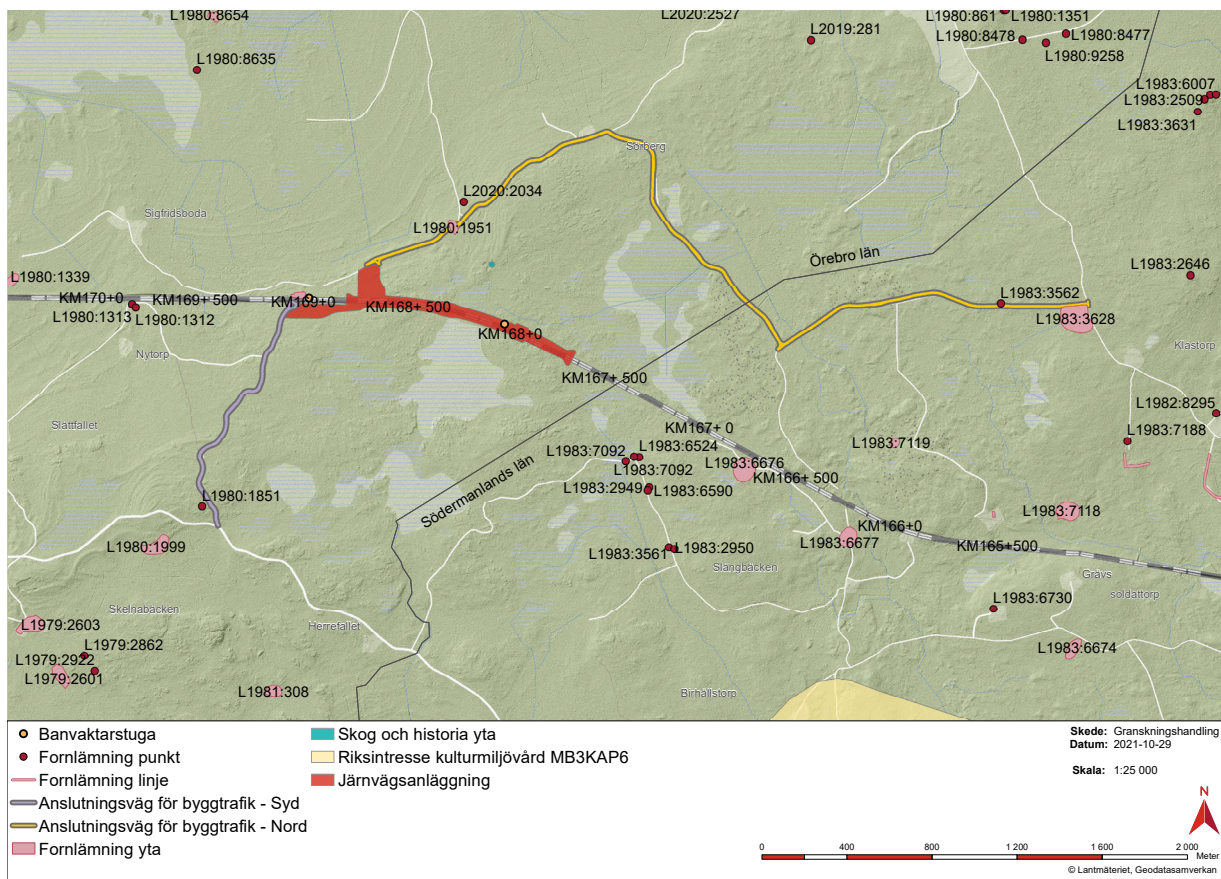 L1980:8654
L2020:2527
L1980:861
L1980:1351
L2019:281
L1980:8478
L1980:8477
L1980:9258
L1980:8635
L1983:6007
L1983:2509
L1983:3631
Sörberg
L2020:2034
Sigfridsboda
L1980:1951
Örebro län
L1980:1339
L1983:2646
KM170+0
KM169+ 500
KM169+0
KM168+ 500
L1983:3562
L1980:1313
L1980:1312
L1983:3628
KM168+0
Nytorp
Klastorp
KM167+ 500
L1982:8295
Slättfallet
KM167+ 0
L1983:7188
L1983:7092
L1983:6524
L1983:7119
L1983:7092
L1983:6676
KM166+ 500
Södermanlands län
L1983:2949
L1983:6590
L1980:1851
L1983:7118
KM166+0
L1980:1999
L1983:3561
L1983:2950
L1983:6677
KM165+500
Slangbäcken
Grävs
soldattorp
Skelnabäcken
L1983:6730
L1979:2603
Herrefallet
L1983:6674
L1979:2862
L1979:2922
L1979:2601
L1981:308
Birhållstorp
Banvaktarstuga
Fornlämning punkt
Fornlämning linje
Anslutningsväg för byggtrafik - Syd
Anslutningsväg för byggtrafik - Nord
Fornlämning yta
Skog och historia yta
Riksintresse kulturmiljövård MB3KAP6
Järnvägsanläggning
Skede: Granskningshandling
Datum: 2021-10-29
Skala: 1:25 000
N
0 400 800 1 200 1 600 2 000
Meter
© Lantmäteriet, Geodatasamverkan